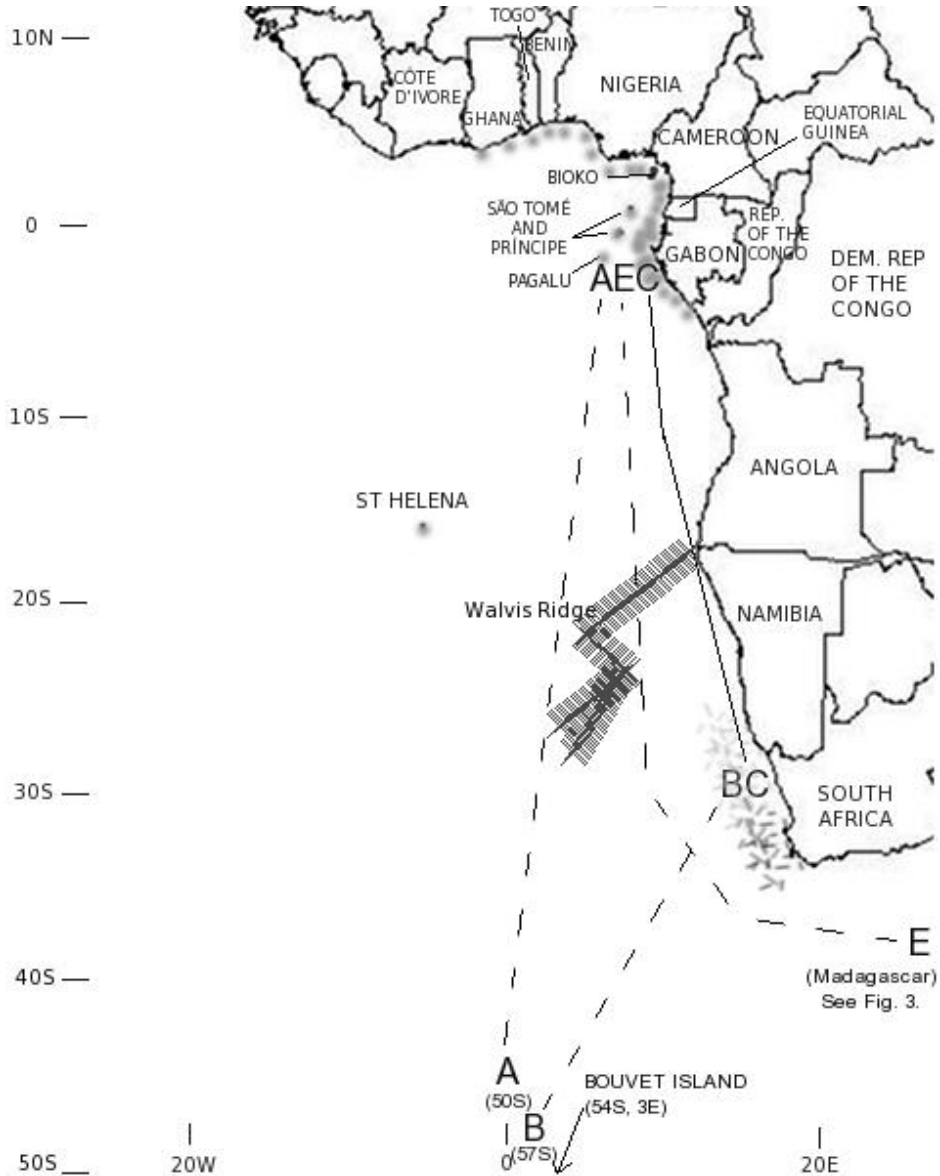 TOGO
10N
BENIN
CÔTE
D'IVORE
NIGERIA
GHANA
EQUATORIAL
GUINEA
CAMEROON
BIOKO
SÃO TOMÉ
AND
PRÍNCIPE
REP.
OF THE
CONGO
0
GABON
DEM. REP
OF THE
CONGO
PAGALU
AEC
10S
ANGOLA
ST HELENA
20S
Walvis Ridge
NAMIBIA
30S
BC
SOUTH
AFRICA
E
(Madagascar)
See Fig. 3.
40S
A
(50S)
BOUVET ISLAND
(54S, 3E)
B
(57S)
50S
20W
0
20E